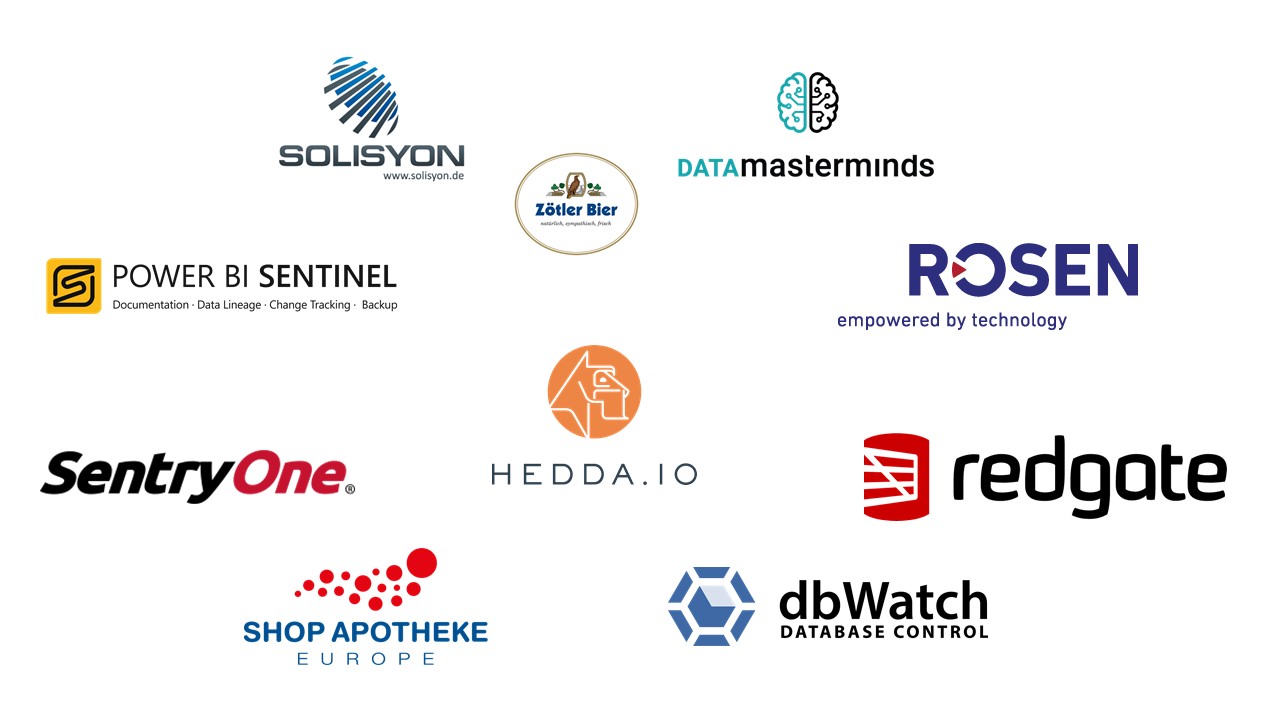 SOLISYON
www.solisyon.de
DATAmasterminds
Zötler Bier
natürlich, sympathisch, frisch
POWER BI SENTINEL
Documentation · Data Lineage · Change Tracking · Backup
ROSEN
empowered by technology
HEDDA.IO
SentryOne®
redgate
SHOP APOTHEKE
EUROPE
dbWatch
DATABASE CONTROL